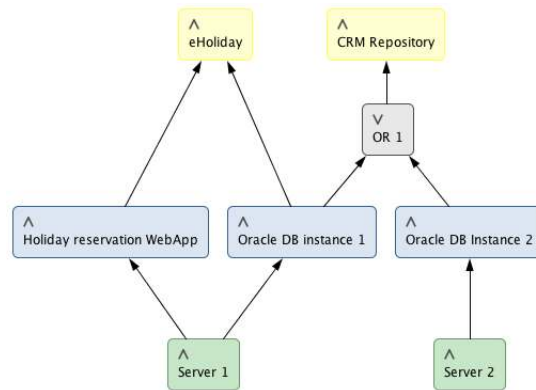 ∧
eHoliday
∧
CRM Repository
∨
OR 1
∧
Holiday reservation WebApp
∧
Oracle DB instance 1
∧
Oracle DB Instance 2
∧
Server 1
∧
Server 2